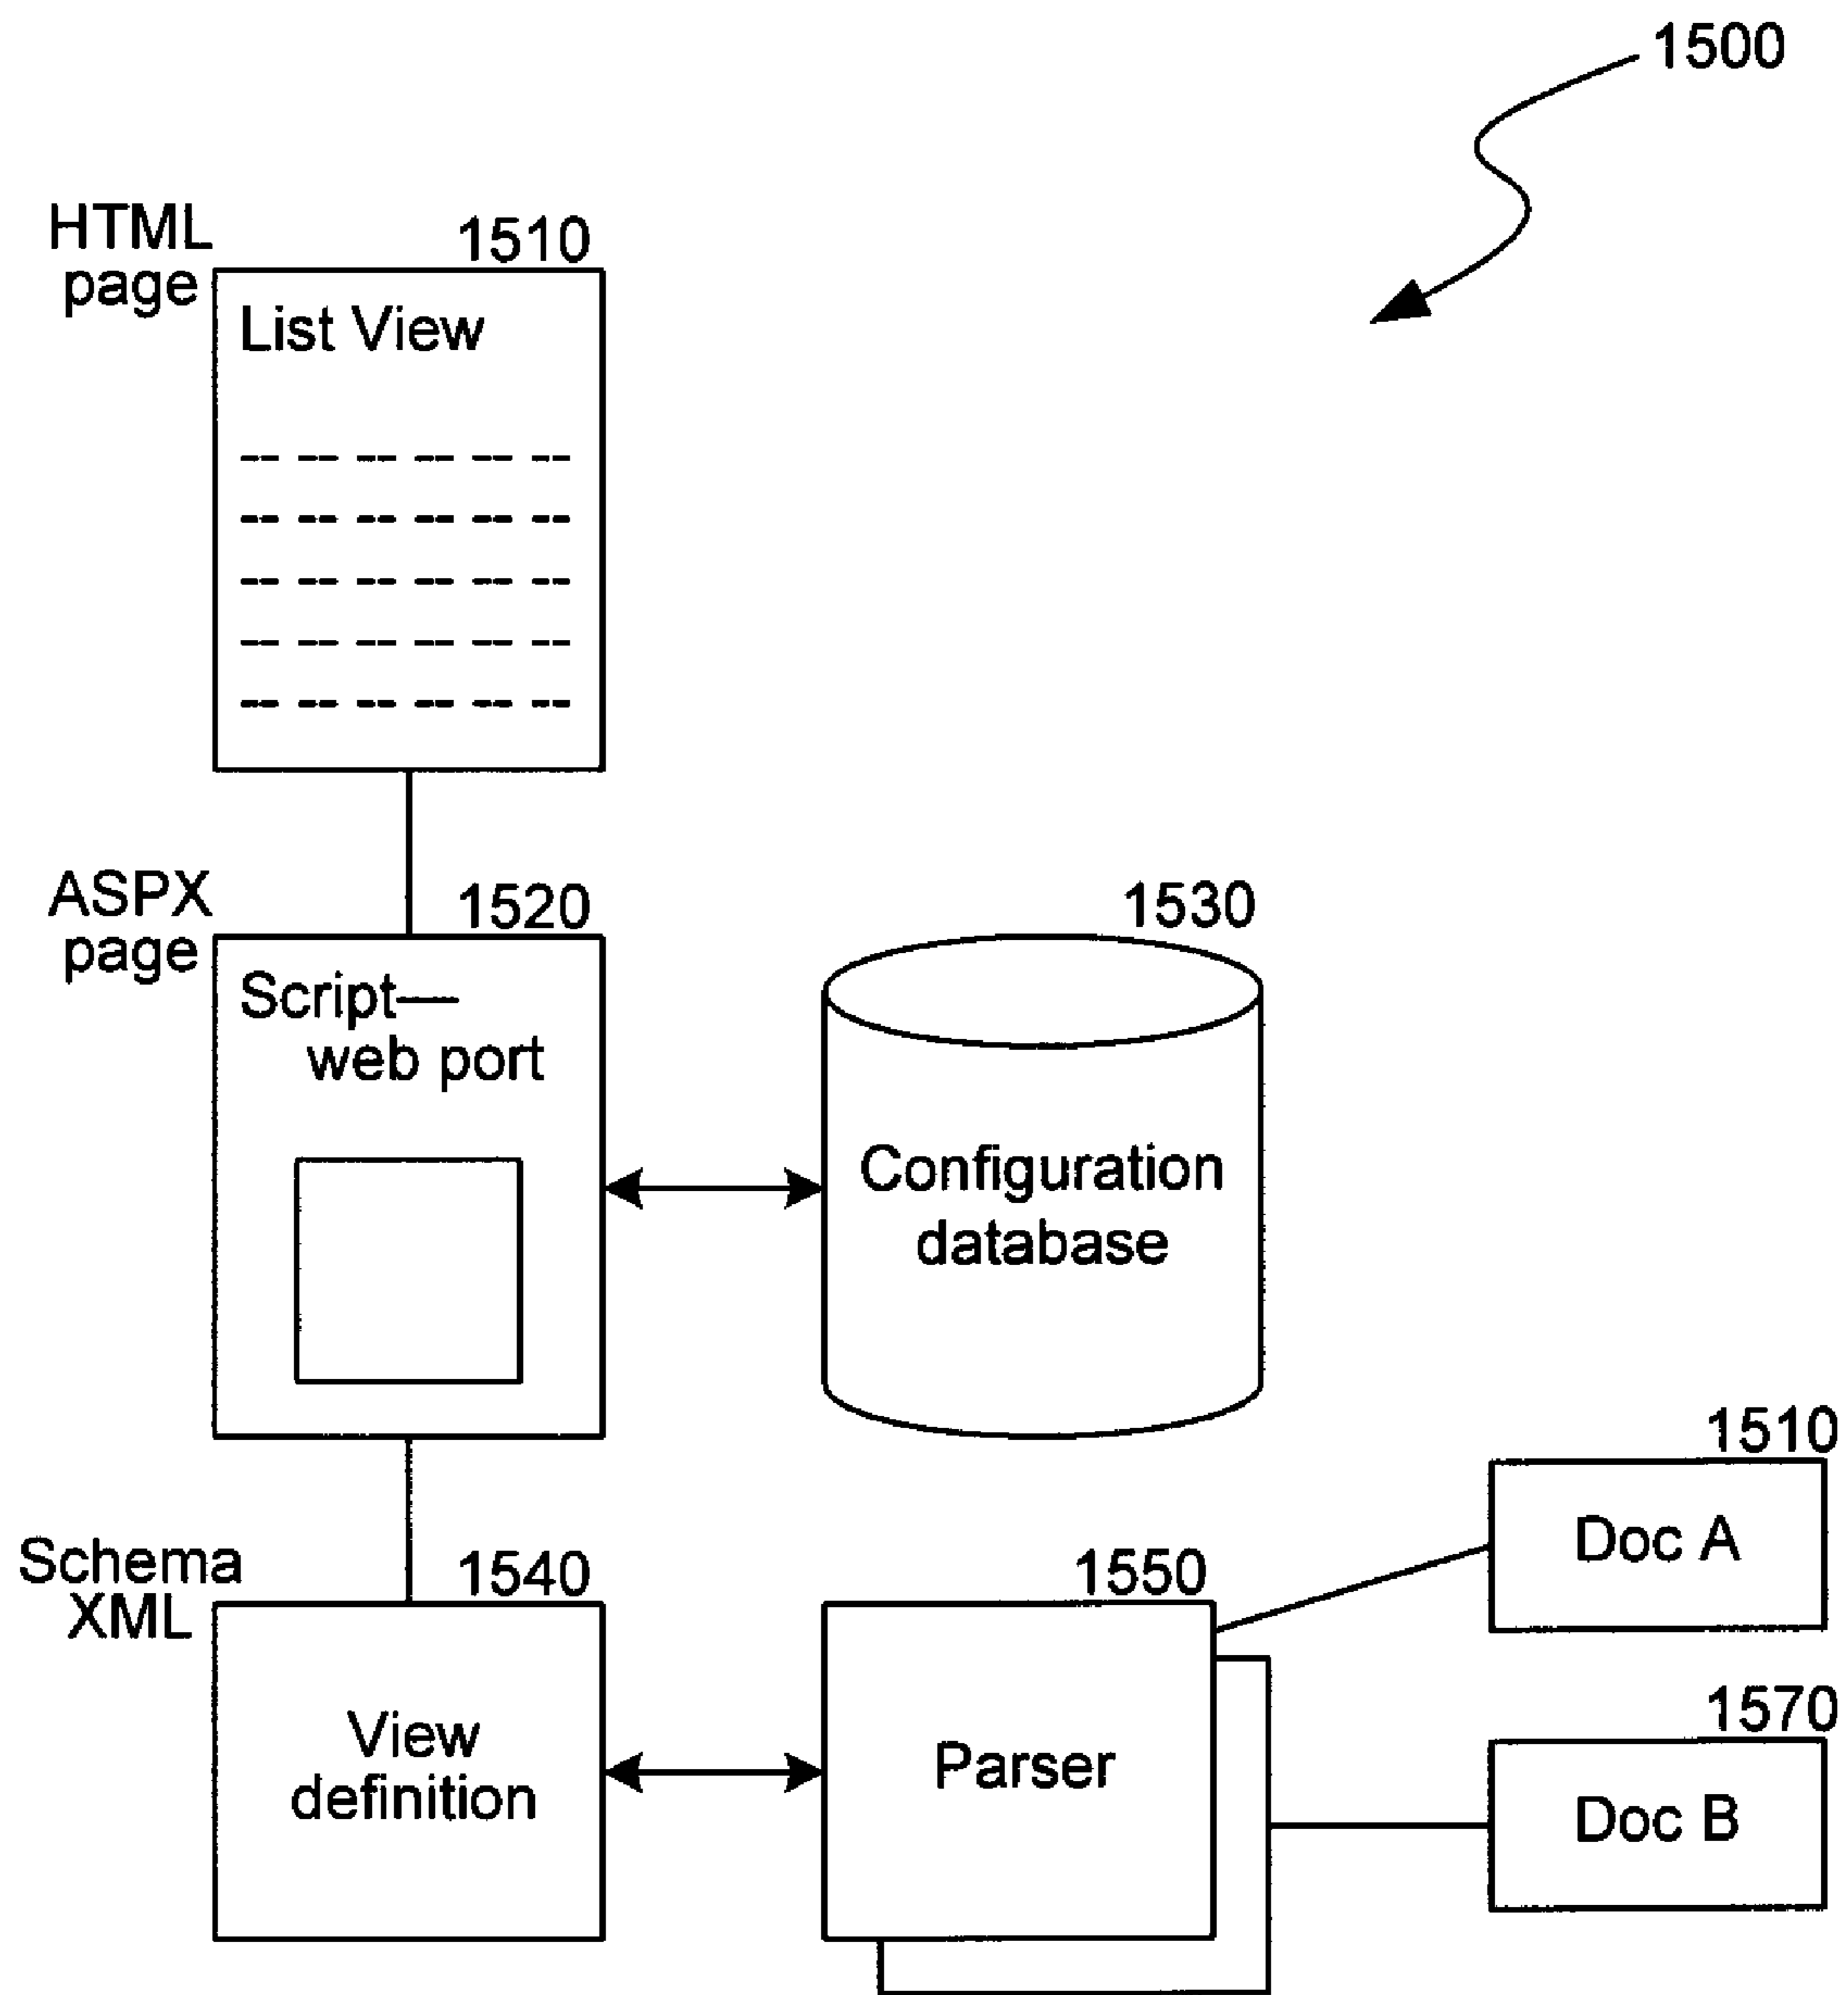 1500
HTML
page
1510
List View
ASPX
page
1520
Script—
web port
1530
Configuration
database
Schema
XML
1540
View
definition
1550
Parser
1510
Doc A
1570
Doc B